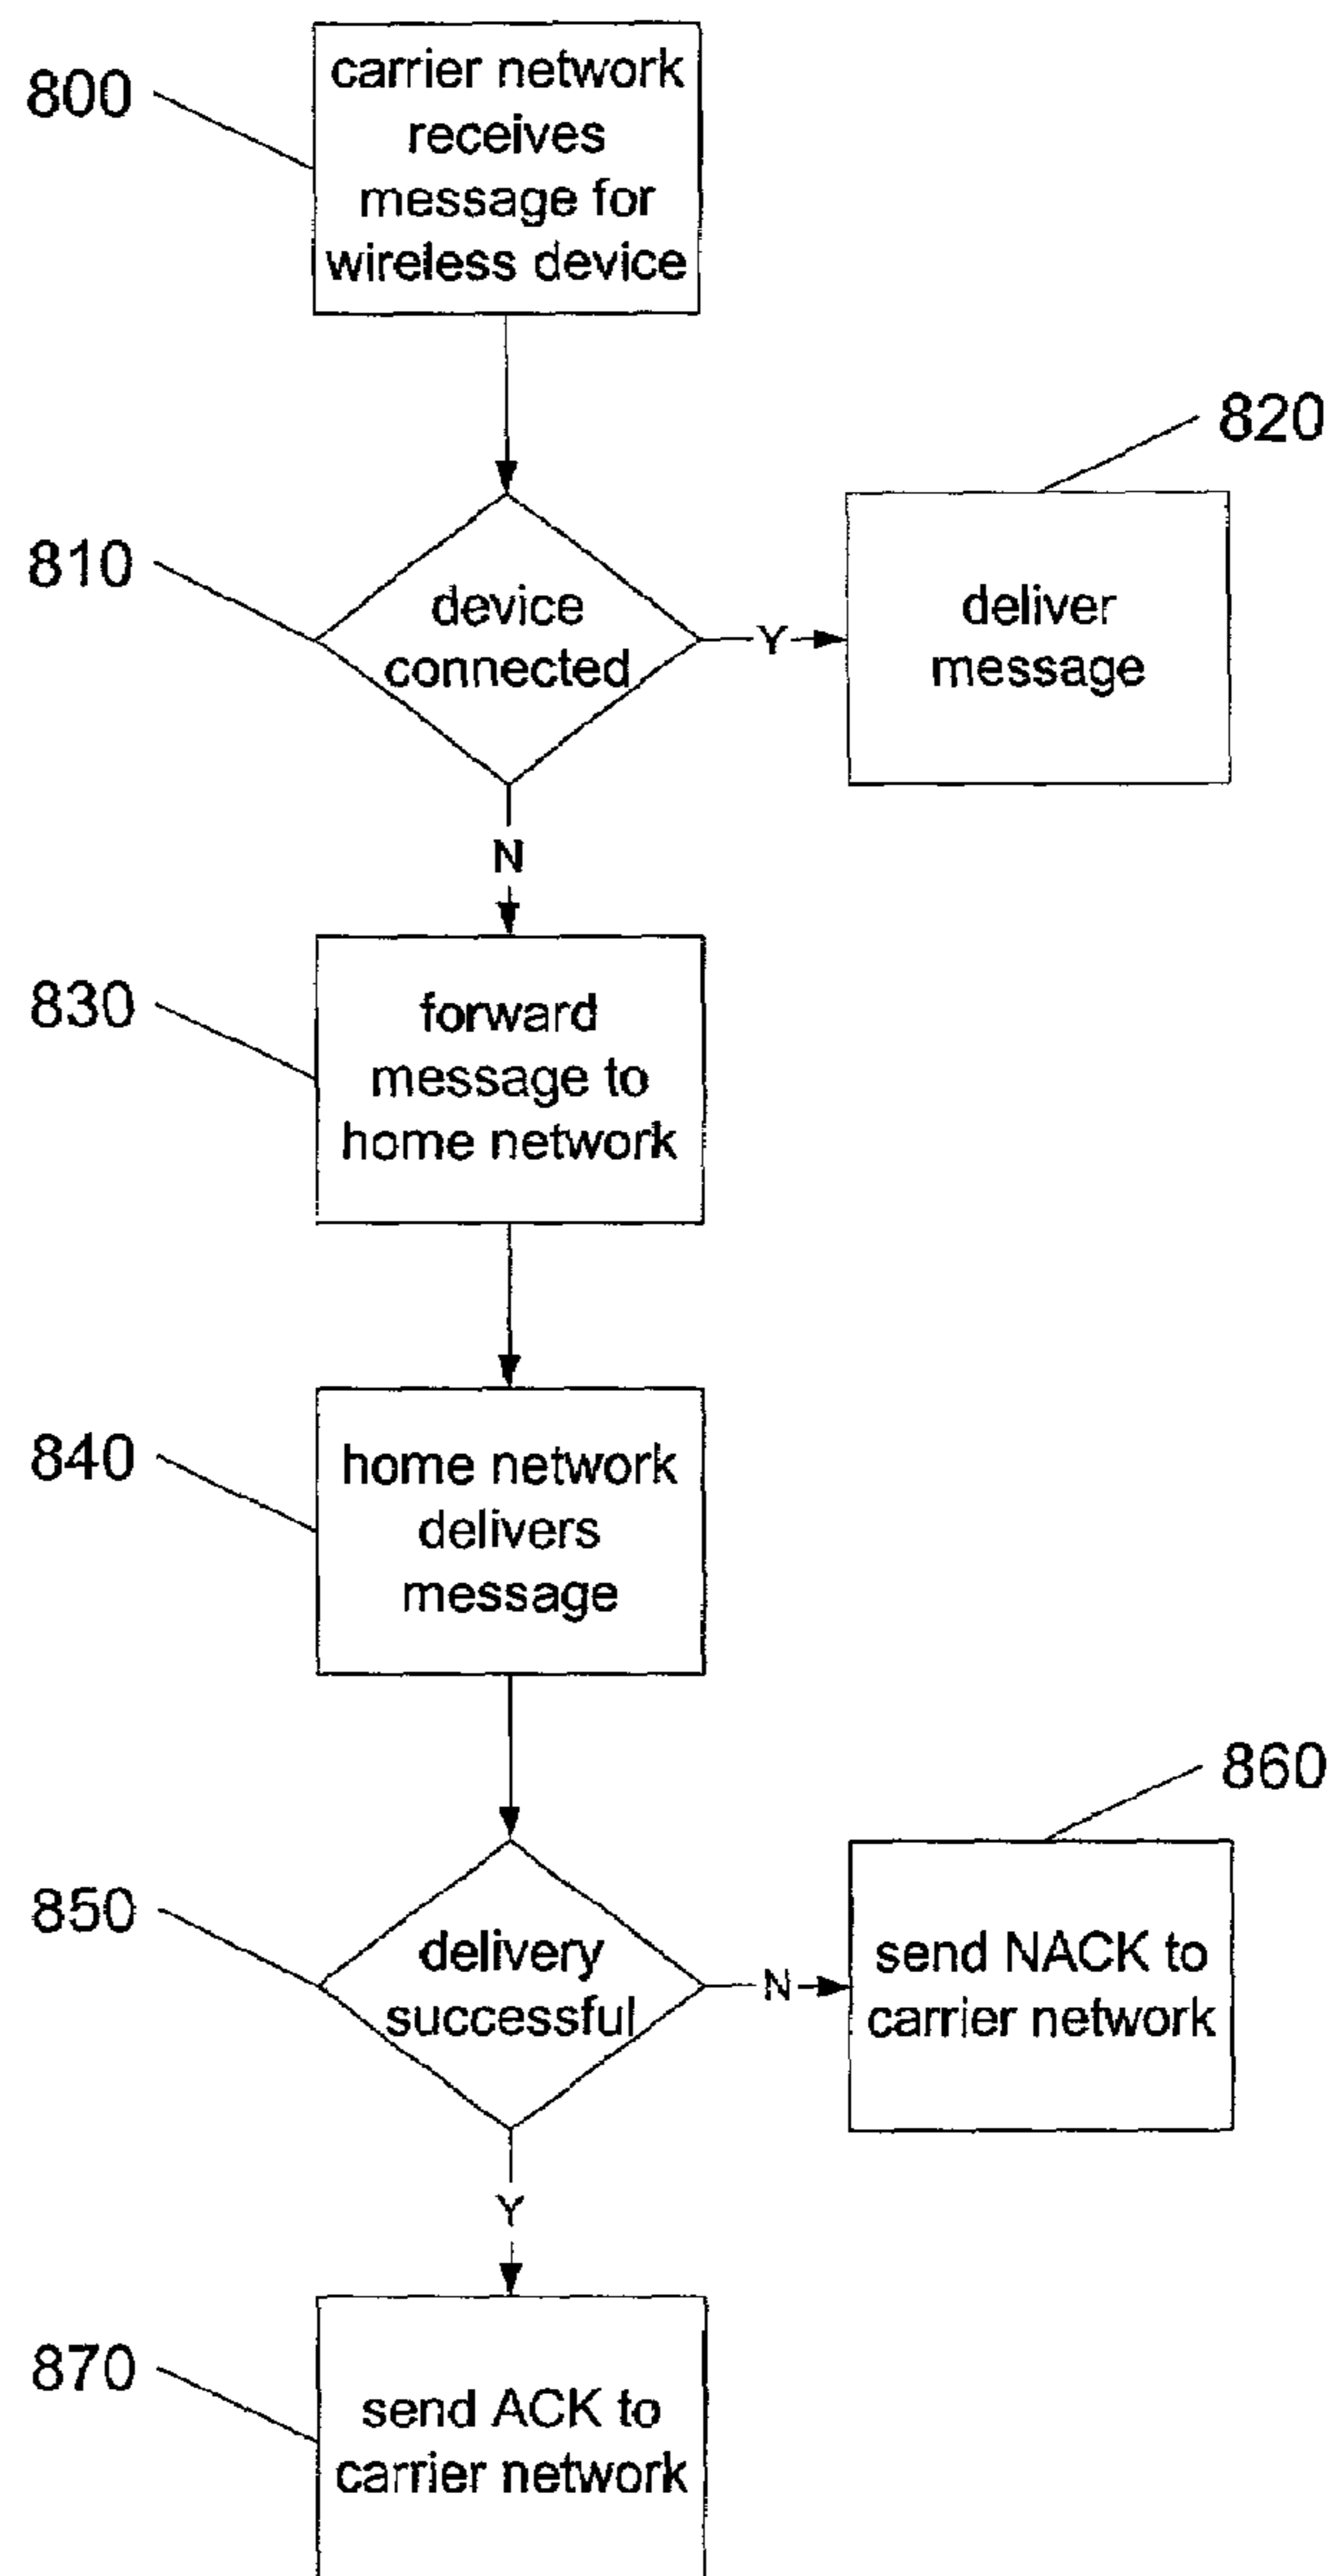 800
carrier network
receives
message for
wireless device
820
810
device
connected
Y
deliver
message
N
830
forward
message to
home network
840
home network
delivers
message
860
850
delivery
successful
N
send NACK to
carrier network
Y
870
send ACK to
carrier network